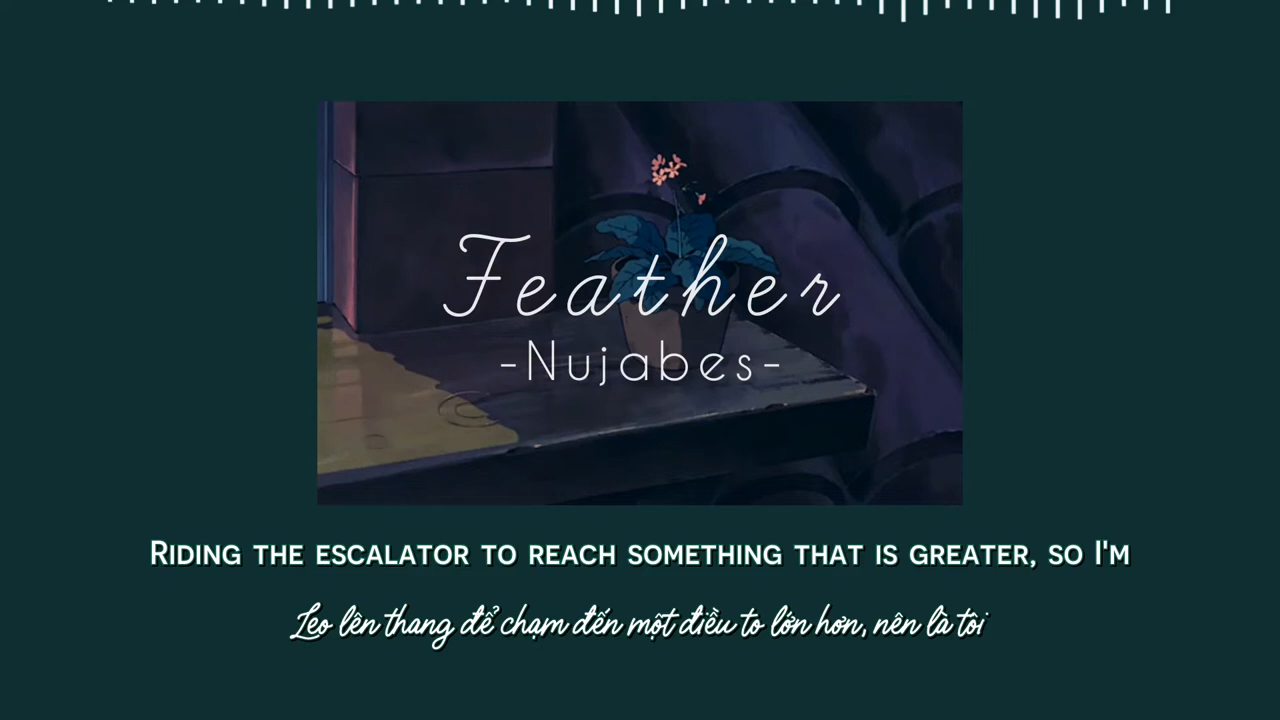 Feather
-Nujabes-
Riding the escalator to reach something that is greater, so I'm
Leo lên thang để chạm đến một điều to lớn hơn, nên là tôi